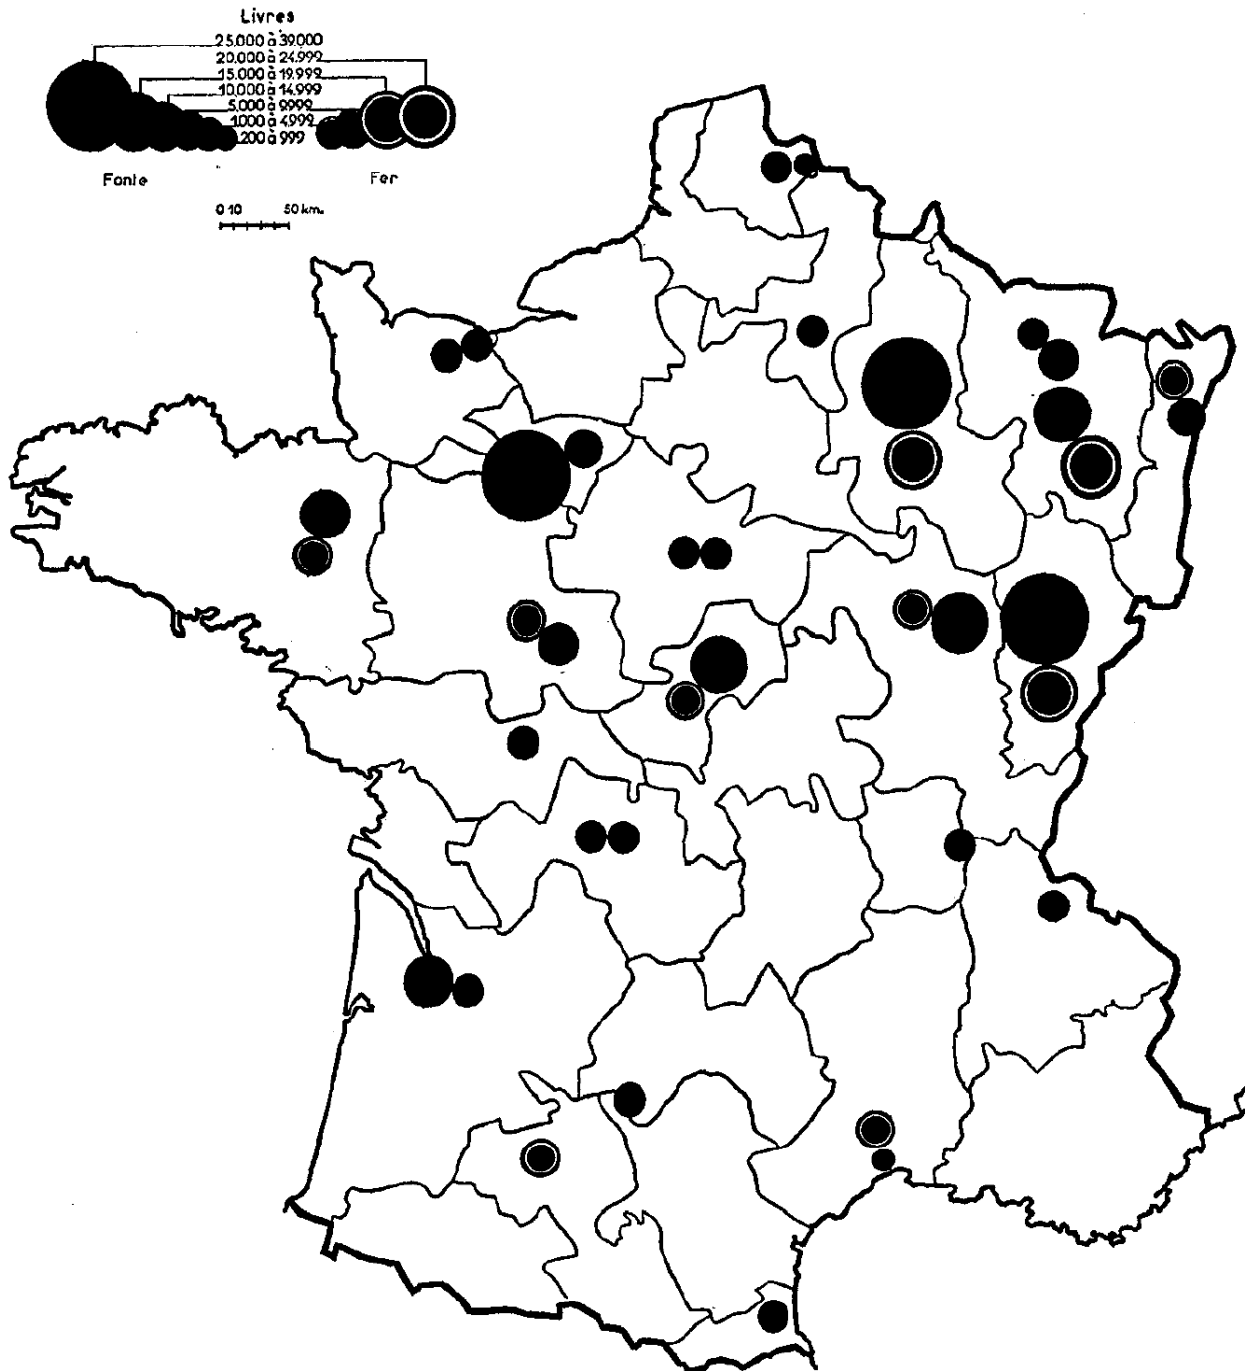 Livres
25.000 à 39.000
20.000 à 24.999
15.000 à 19.999
10.000 à 14.999
5.000 à 9.999
1.000 à 4.999
200 à 999
Fonte
Fer
0 10 50 km.